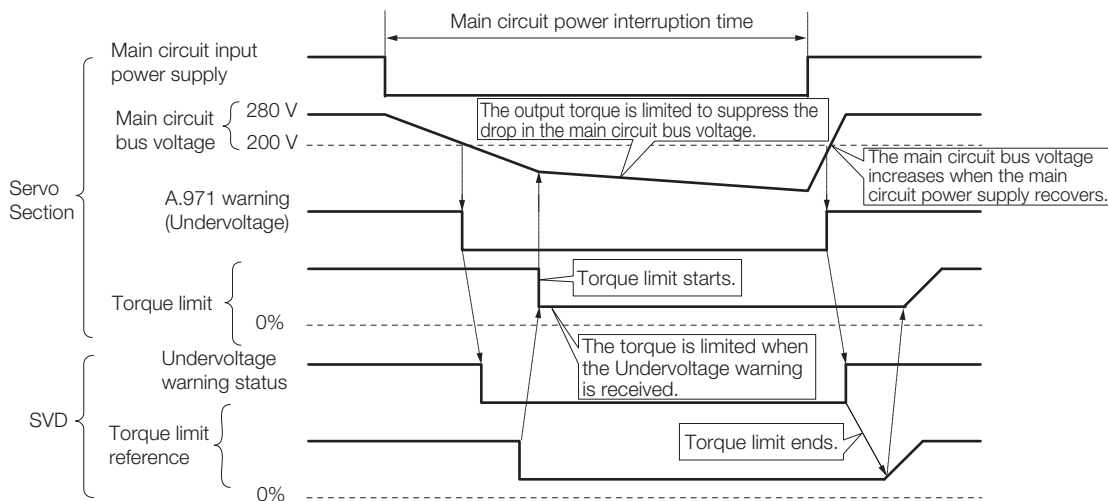 Main circuit power interruption time
Main circuit input
power supply
Main circuit
bus voltage
280 V
200 V
The output torque is limited to suppress the
drop in the main circuit bus voltage.
The main circuit bus voltage
increases when the main
circuit power supply recovers.
Servo
Section
A.971 warning
(Undervoltage)
Torque limit
Torque limit starts.
0%
The torque is limited when
the Undervoltage warning
is received.
Undervoltage
warning status
SVD
Torque limit
reference
Torque limit ends.
0%